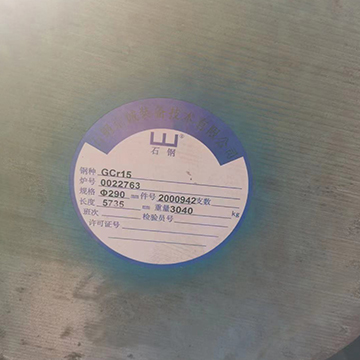 石钢
钢种 GCr15
炉号 0022763
规格 Φ290 mm 件号 2000942 支数
长度 5735 mm 重量 3040 kg
班次 检验员号
许可证号